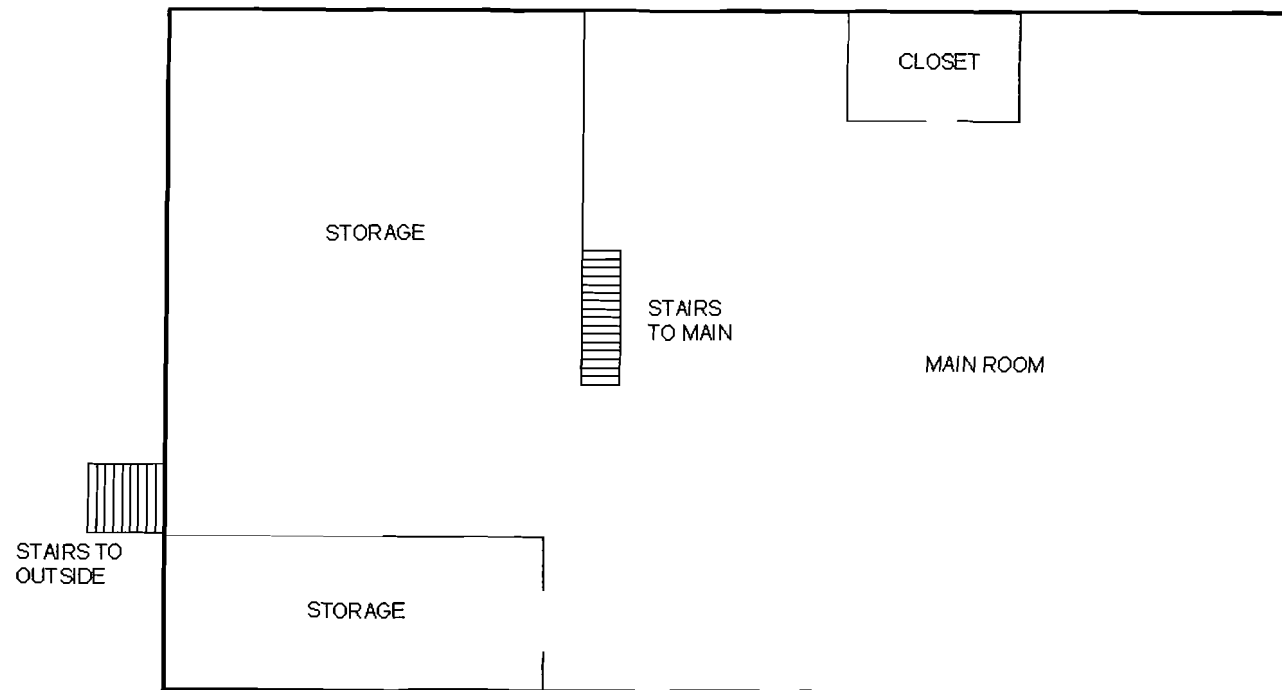 CLOSET
STORAGE
STAIRS
TO MAIN
MAIN ROOM
STAIRS TO
OUTSIDE
STORAGE